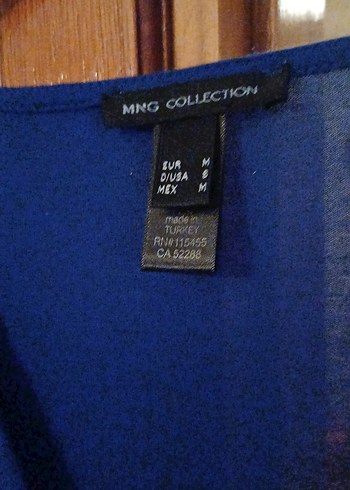 MNG COLLECTION
EUR M
D/USA S
MEX M
made in
TURKEY
RN#115455
CA 52288